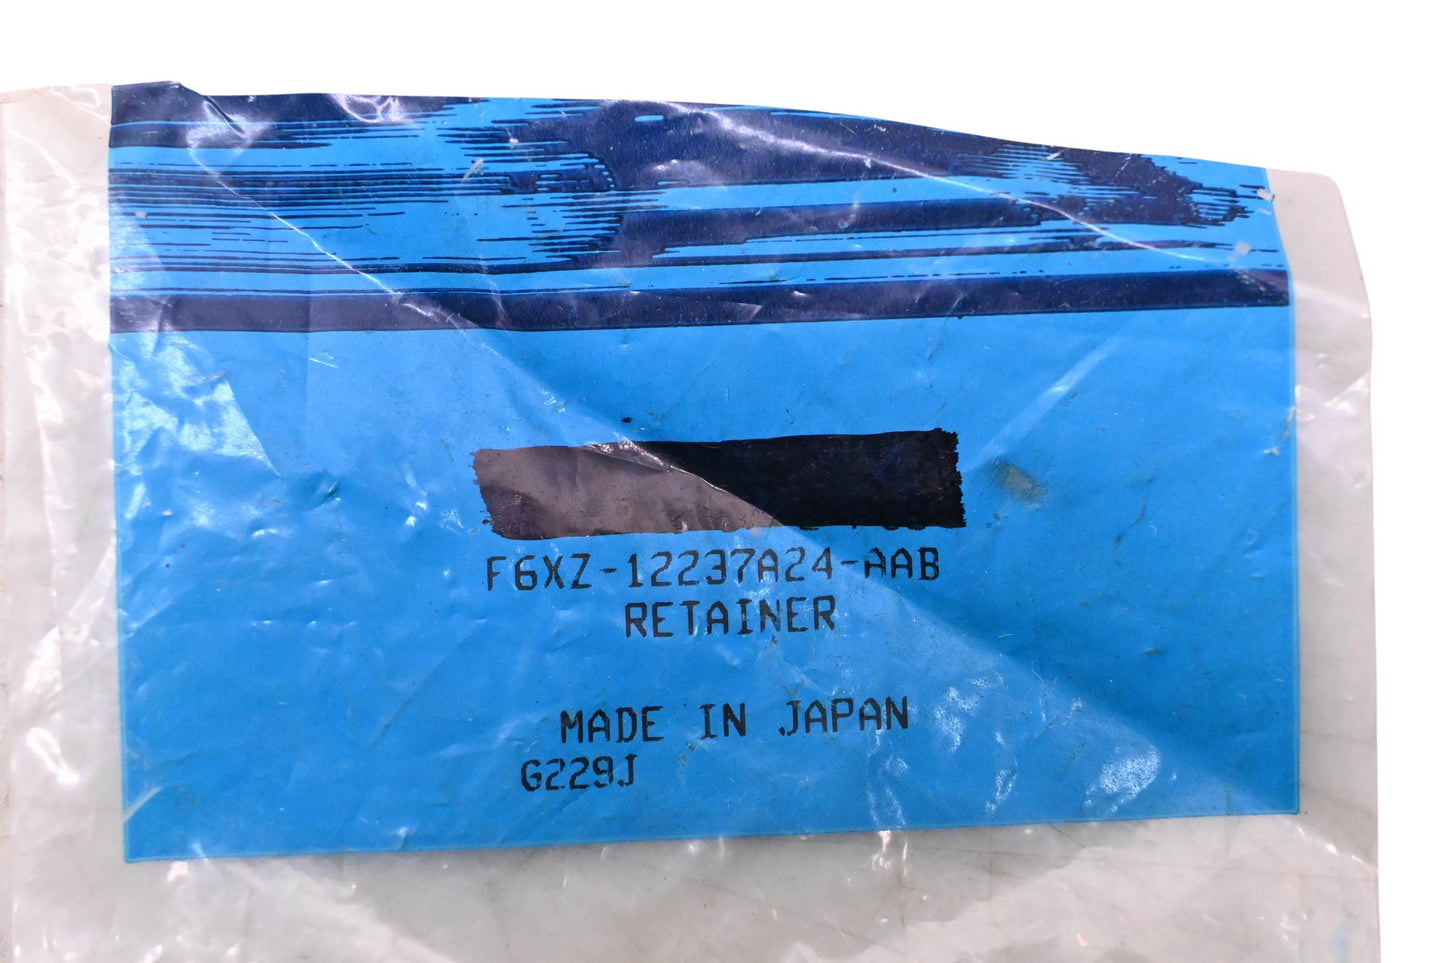 F6XZ-12237A24-AAB
RETAINER
MADE IN JAPAN
G229J